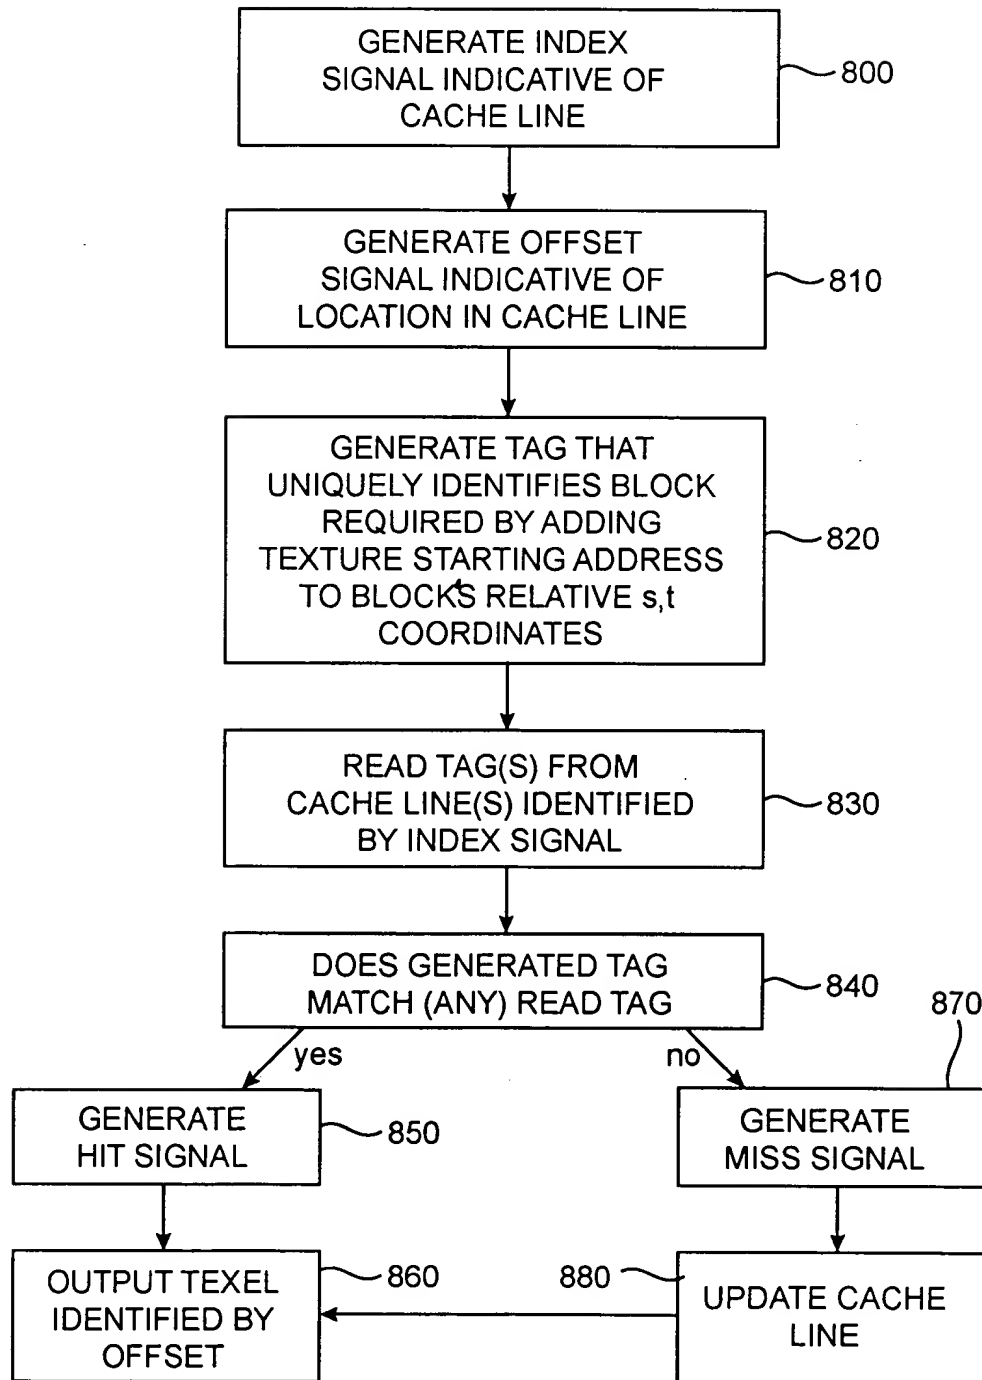 GENERATE INDEX
SIGNAL INDICATIVE OF
CACHE LINE
800
GENERATE OFFSET
SIGNAL INDICATIVE OF
LOCATION IN CACHE LINE
810
GENERATE TAG THAT
UNIQUELY IDENTIFIES BLOCK
REQUIRED BY ADDING
TEXTURE STARTING ADDRESS
TO BLOCK'S RELATIVE s,t
COORDINATES
820
READ TAG(S) FROM
CACHE LINE(S) IDENTIFIED
BY INDEX SIGNAL
830
DOES GENERATED TAG
MATCH (ANY) READ TAG
840
yes
no
870
GENERATE
HIT SIGNAL
850
GENERATE
MISS SIGNAL
OUTPUT TEXEL
IDENTIFIED BY
OFFSET
860
880
UPDATE CACHE
LINE